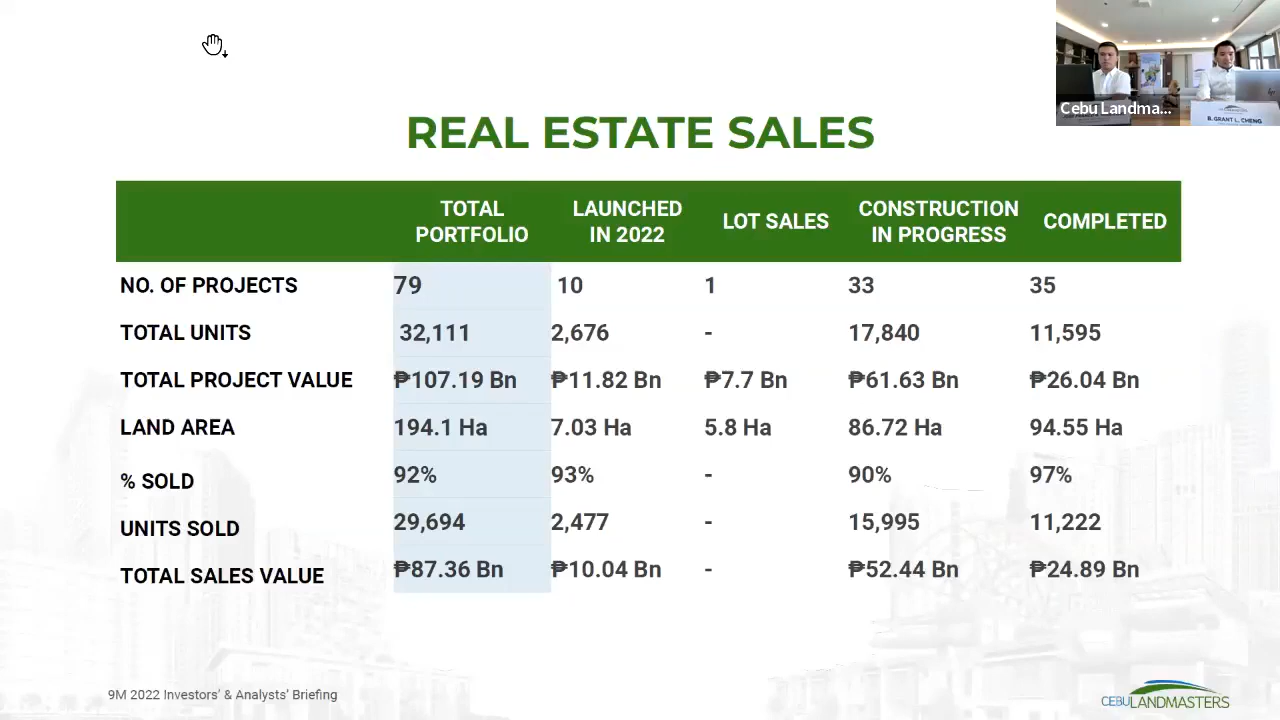 Cebu Landma...
B. GRANT L. CHENG
REAL ESTATE SALES
TOTAL PORTFOLIO LAUNCHED IN 2022 LOT SALES CONSTRUCTION IN PROGRESS COMPLETED
NO. OF PROJECTS 79 10 1 33 35
TOTAL UNITS 32,111 2,676 - 17,840 11,595
TOTAL PROJECT VALUE ₱107.19 Bn ₱11.82 Bn ₱7.7 Bn ₱61.63 Bn ₱26.04 Bn
LAND AREA 194.1 Ha 7.03 Ha 5.8 Ha 86.72 Ha 94.55 Ha
% SOLD 92% 93% - 90% 97%
UNITS SOLD 29,694 2,477 - 15,995 11,222
TOTAL SALES VALUE ₱87.36 Bn ₱10.04 Bn - ₱52.44 Bn ₱24.89 Bn
9M 2022 Investors' & Analysts' Briefing
CEBULANDMASTERS